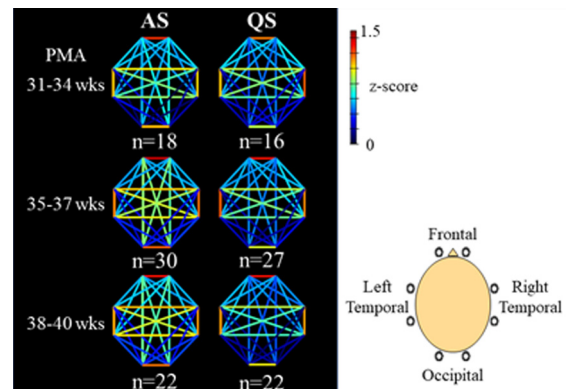 AS QS
PMA
31-34 wks
n=18 n=16
35-37 wks
n=30 n=27
38-40 wks
n=22 n=22
1.5
z-score
0
Frontal
Left Right
Temporal Temporal
Occipital